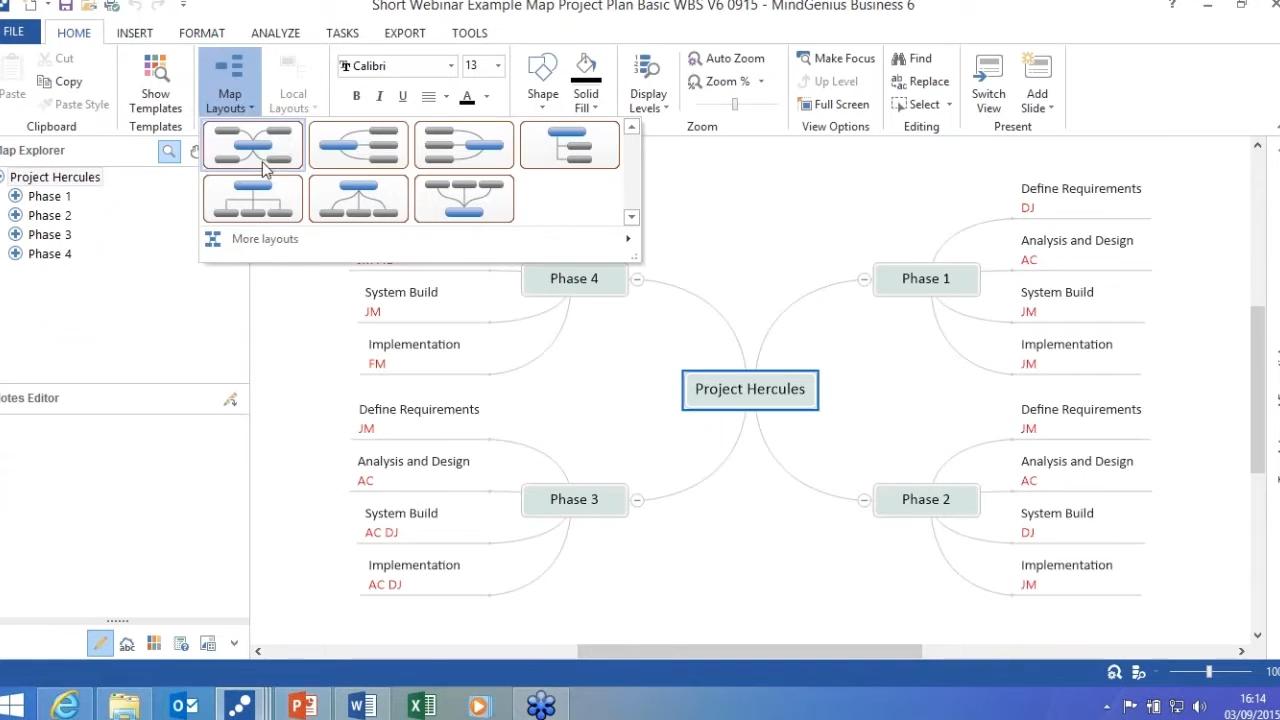 Short Webinar Example Map Project Plan Basic WBS V6 0915 - MindGenius Business 6
FILE HOME INSERT FORMAT ANALYZE TASKS EXPORT TOOLS
Paste Cut
Copy
Paste Style
Clipboard
Show Templates
Templates
Map Layouts
Local Layouts
Calibri 13
B I U A
Shape
Solid Fill
Display Levels
Auto Zoom
Zoom %
Zoom
Make Focus
Up Level
Full Screen
View Options
Find
Replace
Select
Editing
Switch View
Add Slide
Present
More layouts
Map Explorer
Project Hercules
Phase 1
Phase 2
Phase 3
Phase 4
Notes Editor
Phase 4
System Build
JM
Implementation
FM
Phase 1
Define Requirements
DJ
Analysis and Design
AC
System Build
JM
Implementation
JM
Project Hercules
Phase 3
Define Requirements
JM
Analysis and Design
AC
System Build
AC DJ
Implementation
AC DJ
Phase 2
Define Requirements
JM
Analysis and Design
AC
System Build
DJ
Implementation
JM
abc
100
16:14
03/09/2015